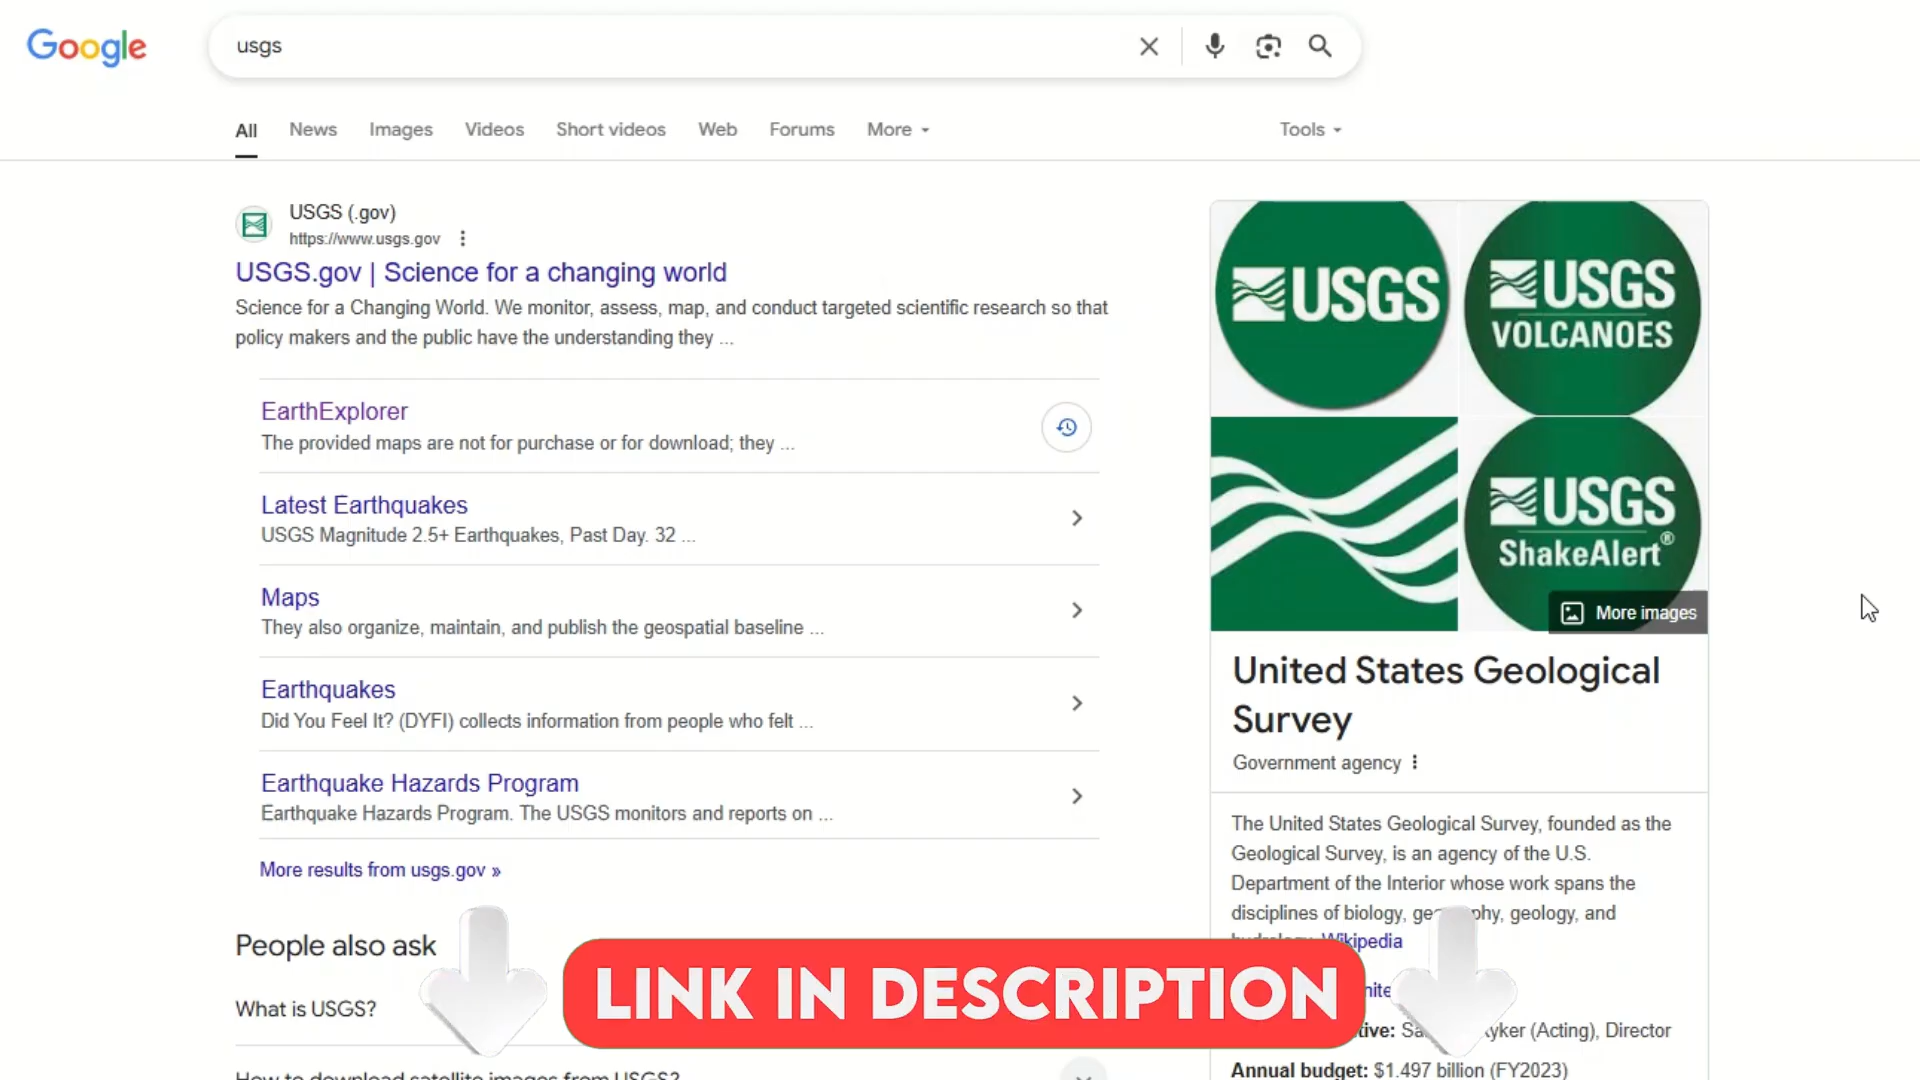 Google
usgs
All
News
Images
Videos
Short videos
Web
Forums
More
Tools
USGS (.gov)
https://www.usgs.gov
USGS.gov | Science for a changing world
Science for a Changing World. We monitor, assess, map, and conduct targeted scientific research so that
policy makers and the public have the understanding they ...
EarthExplorer
The provided maps are not for purchase or for download; they ...
Latest Earthquakes
USGS Magnitude 2.5+ Earthquakes, Past Day. 32 ...
Maps
They also organize, maintain, and publish the geospatial baseline ...
Earthquakes
Did You Feel It? (DYFI) collects information from people who felt ...
Earthquake Hazards Program
Earthquake Hazards Program. The USGS monitors and reports on ...
More results from usgs.gov »
People also ask
What is USGS?
How to download satellite images from USGS?
USGS
USGS
VOLCANOES
USGS
ShakeAlert®
More images
United States Geological
Survey
Government agency
The United States Geological Survey, founded as the
Geological Survey, is an agency of the U.S.
Department of the Interior whose work spans the
disciplines of biology, geology, and
Wikipedia
(Acting), Director
Annual budget: $1.497 billion (FY2023)
LINK IN DESCRIPTION